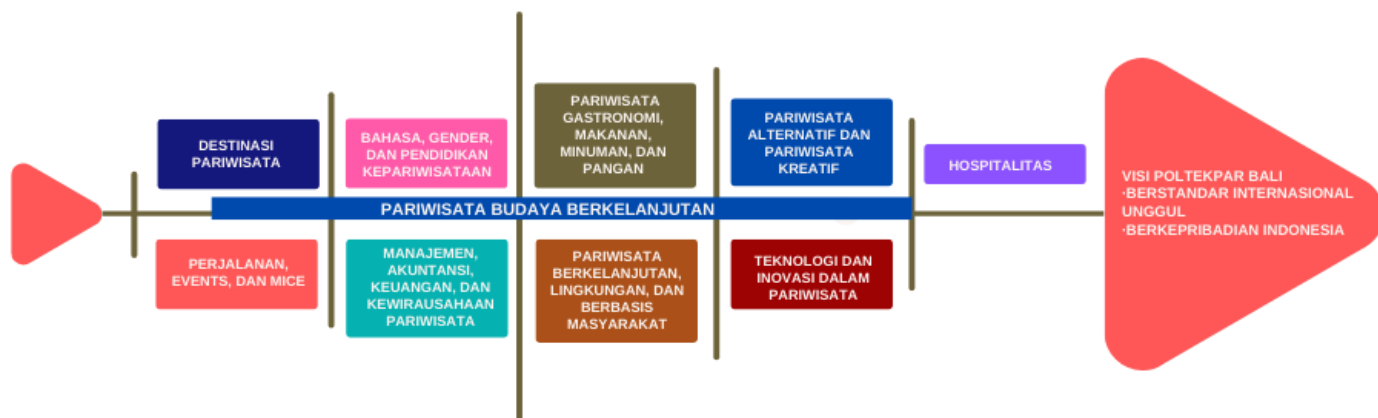 DESTINASI
PARIWISATA
BAHASA, GENDER,
DAN PENDIDIKAN
KEPARIWISATAAN
PARIWISATA
GASTRONOMI,
MAKANAN,
MINUMAN, DAN
PANGAN
PARIWISATA
ALTERNATIF DAN
PARIWISATA
KREATIF
HOSPITALITAS
PARIWISATA BUDAYA BERKELANJUTAN
PERJALANAN,
EVENTS, DAN MICE
MANAJEMEN,
AKUNTANSI,
KEUANGAN, DAN
KEWIRAUSAHAAN
PARIWISATA
PARIWISATA
BERKELANJUTAN,
LINGKUNGAN, DAN
BERBASIS
MASYARAKAT
TEKNOLOGI DAN
INOVASI DALAM
PARIWISATA
VISI POLTEKPAR BALI
·BERSTANDAR INTERNASIONAL
UNGGUL
·BERKEPRIBADIAN INDONESIA